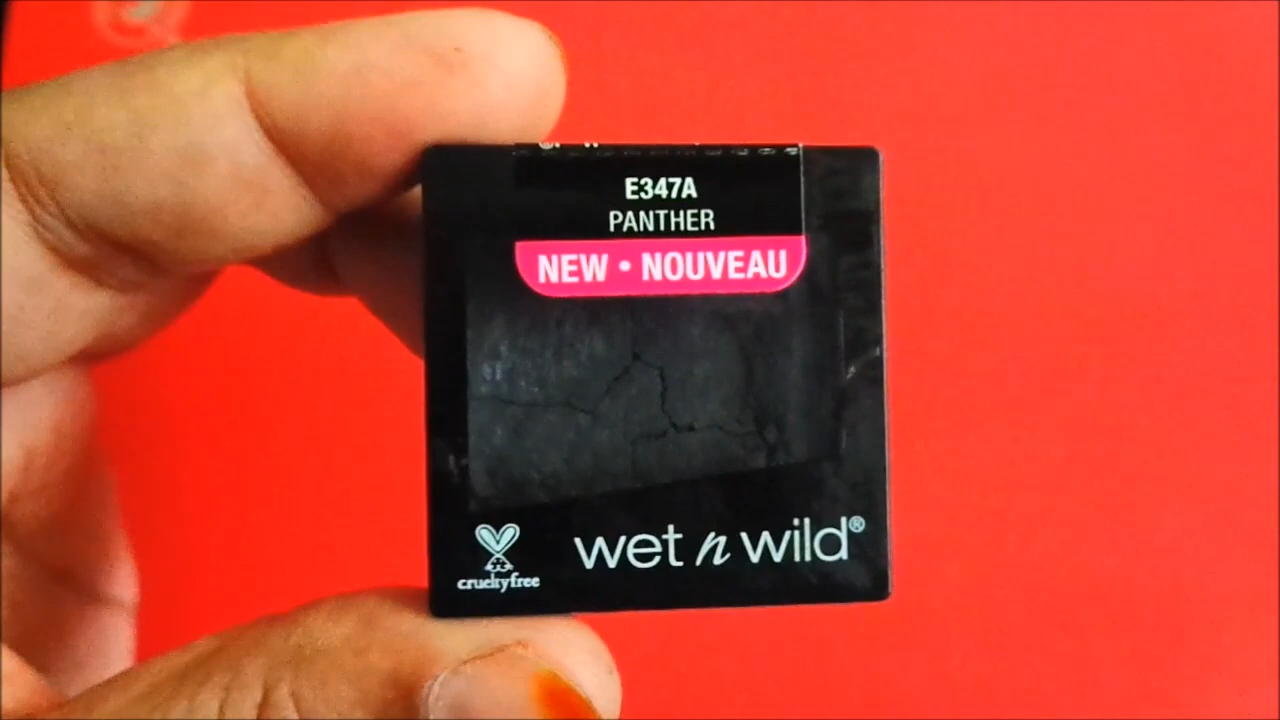 E347A
PANTHER
NEW • NOUVEAU
crueltyfree
wet n wild®